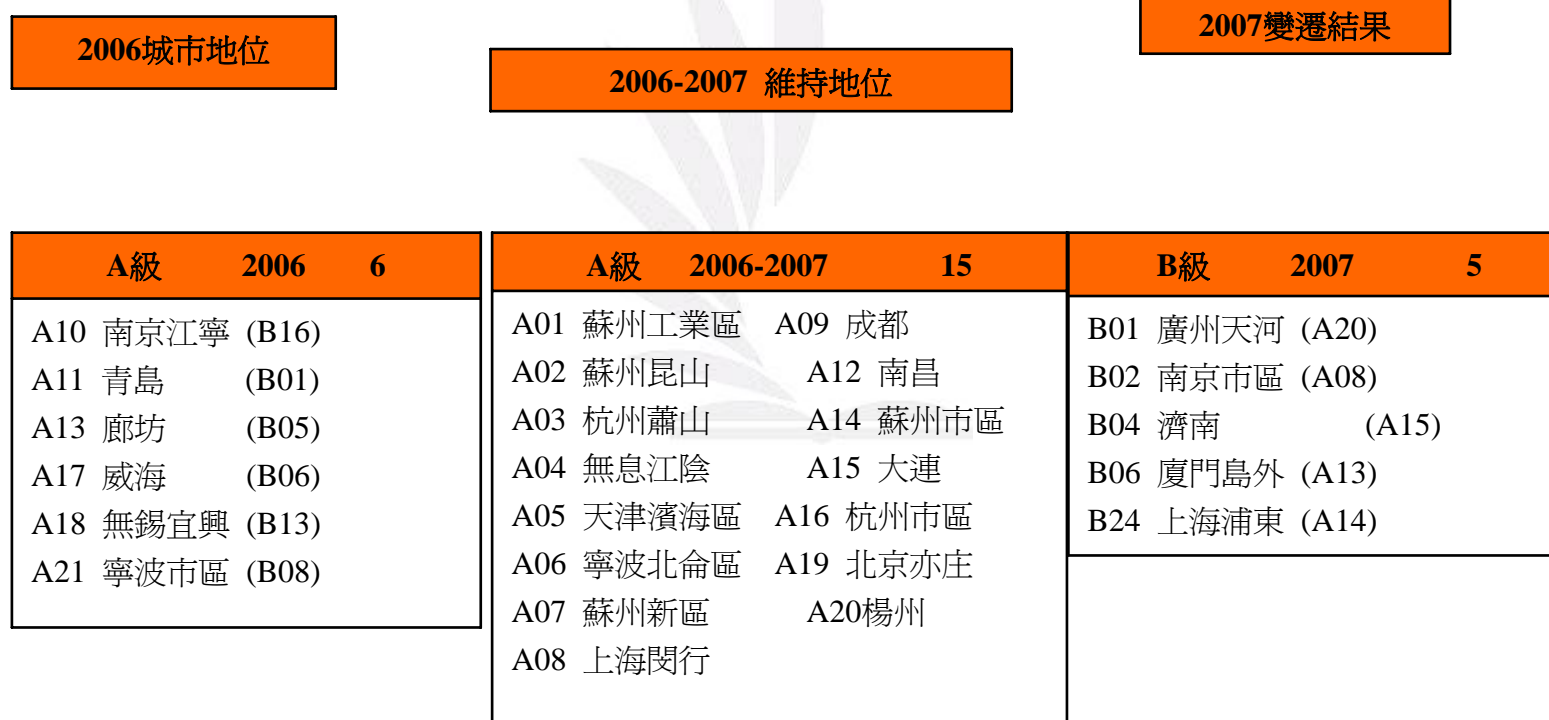 2006城市地位
2006-2007 維持地位
2007變遷結果
A級 2006 6
A10 南京江寧 (B16)
A11 青島 (B01)
A13 廊坊 (B05)
A17 威海 (B06)
A18 無錫宜興 (B13)
A21 寧波市區 (B08)
A級 2006-2007 15
A01 蘇州工業區 A09 成都
A02 蘇州昆山 A12 南昌
A03 杭州蕭山 A14 蘇州市區
A04 無息江陰 A15 大連
A05 天津濱海區 A16 杭州市區
A06 寧波北侖區 A19 北京亦庄
A07 蘇州新區 A20楊州
A08 上海閔行
B級 2007 5
B01 廣州天河 (A20)
B02 南京市區 (A08)
B04 濟南 (A15)
B06 廈門島外 (A13)
B24 上海浦東 (A14)